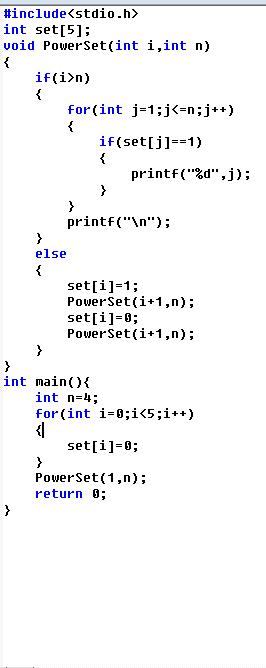 #include<stdio.h>
int set[5];
void PowerSet(int i,int n)
{
    if(i>n)
    {
        for(int j=1;j<=n;j++)
        {
            if(set[j]==1)
            {
                printf("%d",j);
            }
        }
        printf("\n");
    }
    else
    {
        set[i]=1;
        PowerSet(i+1,n);
        set[i]=0;
        PowerSet(i+1,n);
    }
}
int main(){
    int n=4;
    for(int i=0;i<5;i++)
    {
        set[i]=0;
    }
    PowerSet(1,n);
    return 0;
}